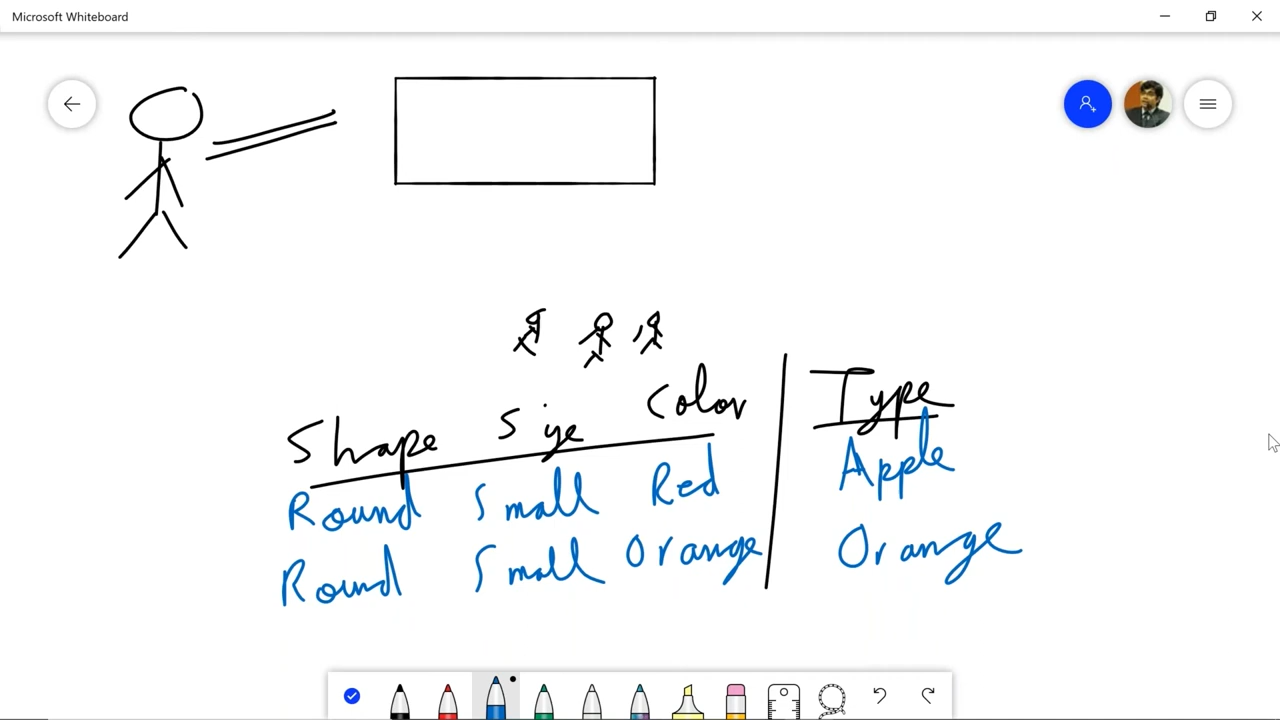 Microsoft Whiteboard
Shape Size Color Type
Round Small Red Apple
Round Small Orange Orange